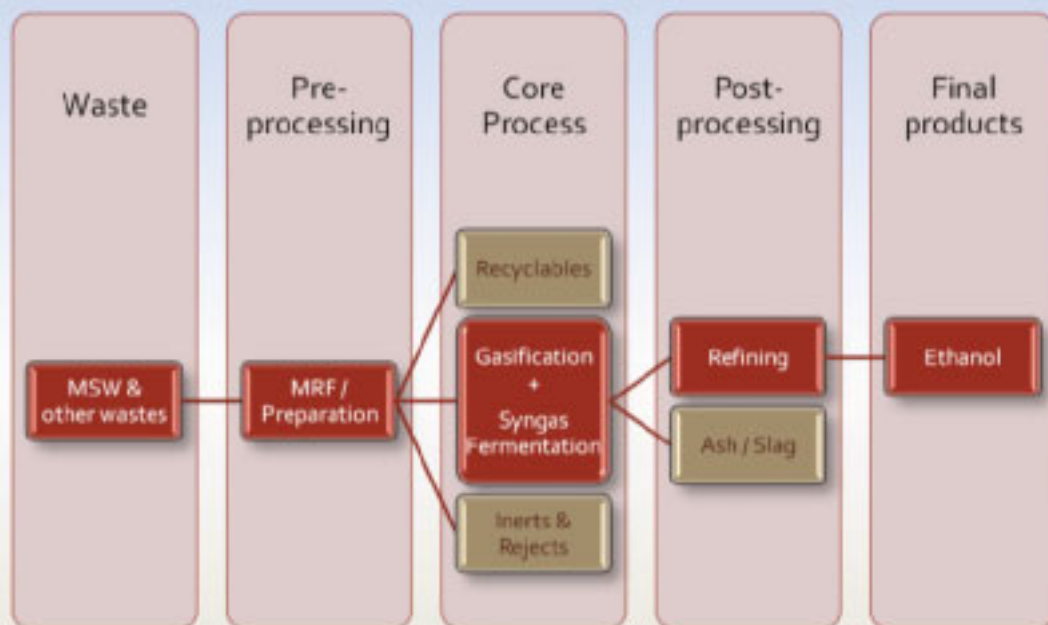 Waste
Pre-
processing
Core
Process
Post-
processing
Final
products
MSW &
other wastes
MRF /
Preparation
Recyclables
Gasification
+
Syngas
Fermentation
Inerts &
Rejects
Refining
Ash / Slag
Ethanol